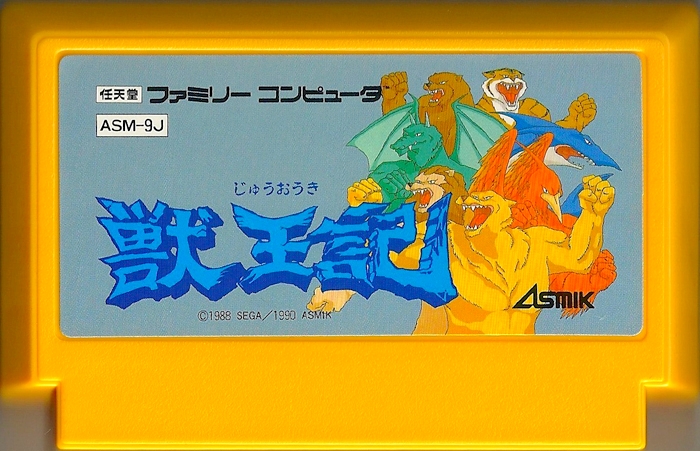 任天堂 ファミリー コンピュータ
ASM-9J
じゅうおうき
獣王記
ASMIK
©1988 SEGA/1990 ASMIK